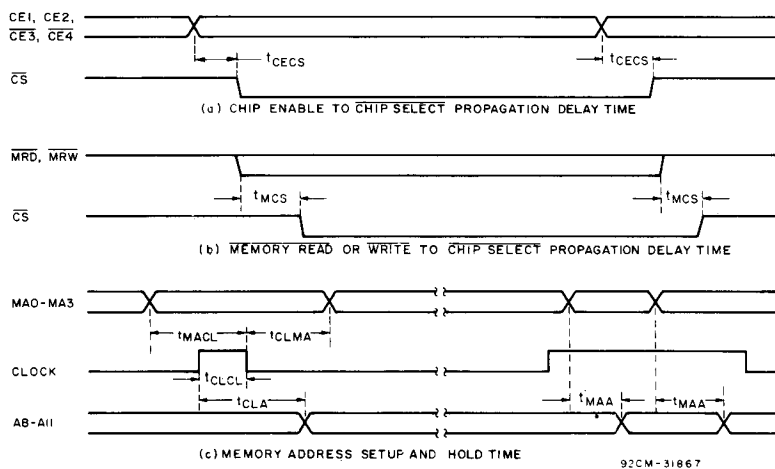 CE1, CE2,
CE3, CE4
tCECS
tCECS
CS
(a) CHIP ENABLE TO CHIP SELECT PROPAGATION DELAY TIME
MRD, MRW
tMCS
tMCS
CS
(b) MEMORY READ OR WRITE TO CHIP SELECT PROPAGATION DELAY TIME
MA0-MA3
tMACL
tCLMA
CLOCK
tCLCL
tCLA
tMAA
tMAA
A8-A11
(c) MEMORY ADDRESS SETUP AND HOLD TIME
92CM-31867